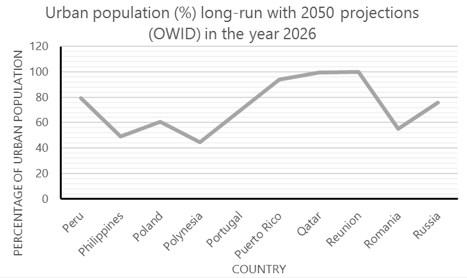 Urban population (%) long-run with 2050 projections
(OWID) in the year 2026
PERCENTAGE OF URBAN POPULATION
120
100
80
60
40
20
0
Peru
Philippines
Poland
Polynesia
Portugal
Puerto Rico
Qatar
Reunion
Romania
Russia
COUNTRY